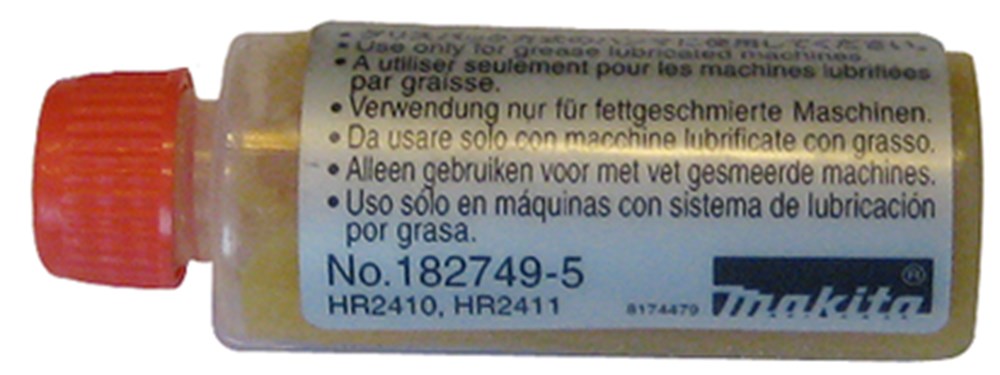 • Use only for grease lubricated machines.
• A utiliser seulement pour les machines lubrifiées
par graisse.
• Verwendung nur für fettgeschmierte Maschinen.
• Da usare solo con macchine lubrificate con grasso.
• Alleen gebruiken voor met vet gesmeerde machines.
• Uso sólo en máquinas con sistema de lubricación
por grasa.
No.182749-5
HR2410, HR2411
8174479
makita®